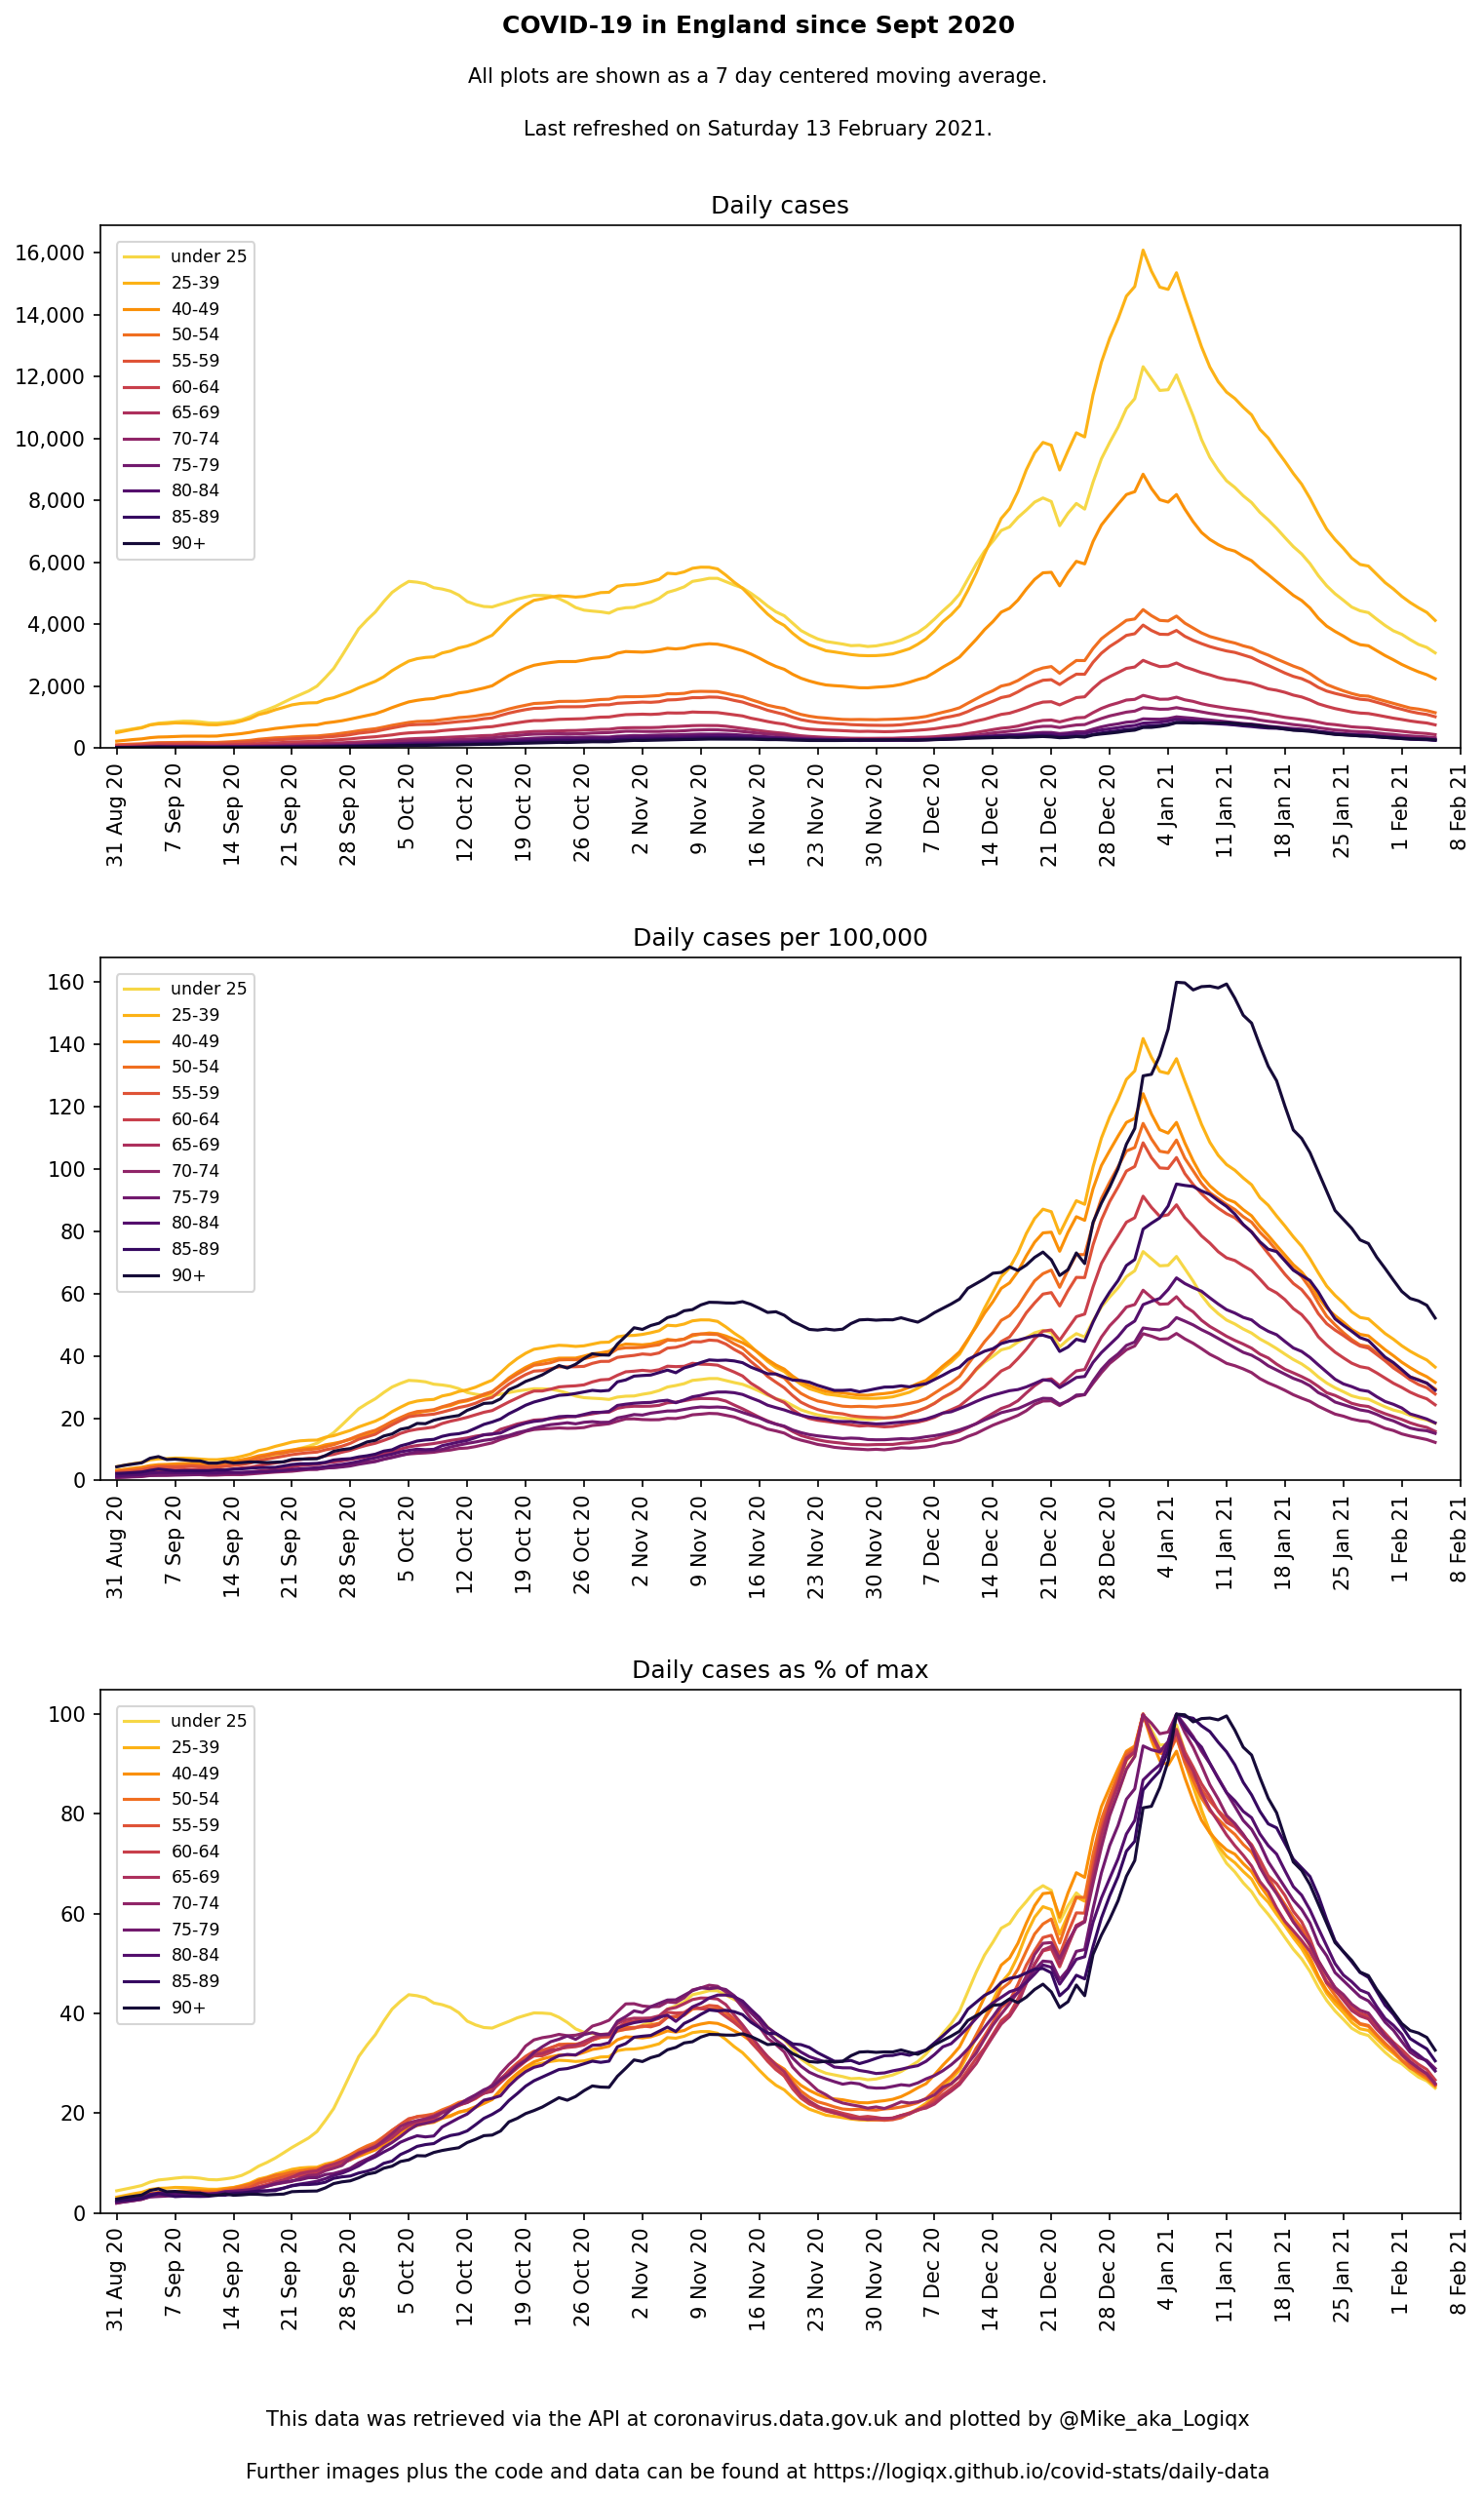 COVID-19 in England since Sept 2020
All plots are shown as a 7 day centered moving average.
Last refreshed on Saturday 13 February 2021.
Daily cases
16,000
14,000
12,000
10,000
8,000
6,000
4,000
2,000
0
under 25
25-39
40-49
50-54
55-59
60-64
65-69
70-74
75-79
80-84
85-89
90+
31 Aug 20
7 Sep 20
14 Sep 20
21 Sep 20
28 Sep 20
5 Oct 20
12 Oct 20
19 Oct 20
26 Oct 20
2 Nov 20
9 Nov 20
16 Nov 20
23 Nov 20
30 Nov 20
7 Dec 20
14 Dec 20
21 Dec 20
28 Dec 20
4 Jan 21
11 Jan 21
18 Jan 21
25 Jan 21
1 Feb 21
8 Feb 21
Daily cases per 100,000
160
140
120
100
80
60
40
20
0
under 25
25-39
40-49
50-54
55-59
60-64
65-69
70-74
75-79
80-84
85-89
90+
31 Aug 20
7 Sep 20
14 Sep 20
21 Sep 20
28 Sep 20
5 Oct 20
12 Oct 20
19 Oct 20
26 Oct 20
2 Nov 20
9 Nov 20
16 Nov 20
23 Nov 20
30 Nov 20
7 Dec 20
14 Dec 20
21 Dec 20
28 Dec 20
4 Jan 21
11 Jan 21
18 Jan 21
25 Jan 21
1 Feb 21
8 Feb 21
Daily cases as % of max
100
80
60
40
20
0
under 25
25-39
40-49
50-54
55-59
60-64
65-69
70-74
75-79
80-84
85-89
90+
31 Aug 20
7 Sep 20
14 Sep 20
21 Sep 20
28 Sep 20
5 Oct 20
12 Oct 20
19 Oct 20
26 Oct 20
2 Nov 20
9 Nov 20
16 Nov 20
23 Nov 20
30 Nov 20
7 Dec 20
14 Dec 20
21 Dec 20
28 Dec 20
4 Jan 21
11 Jan 21
18 Jan 21
25 Jan 21
1 Feb 21
8 Feb 21
This data was retrieved via the API at coronavirus.data.gov.uk and plotted by @Mike_aka_Logiqx
Further images plus the code and data can be found at https://logiqx.github.io/covid-stats/daily-data